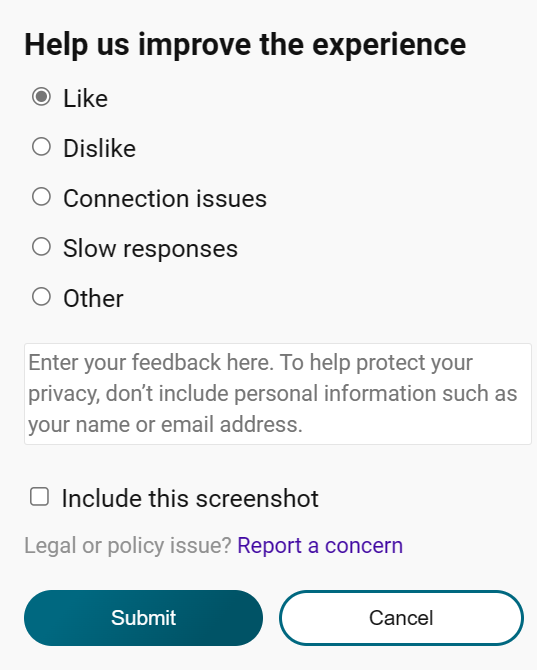 Help us improve the experience
Like
Dislike
Connection issues
Slow responses
Other
Enter your feedback here. To help protect your
privacy, don’t include personal information such as
your name or email address.
Include this screenshot
Legal or policy issue? Report a concern
Submit
Cancel